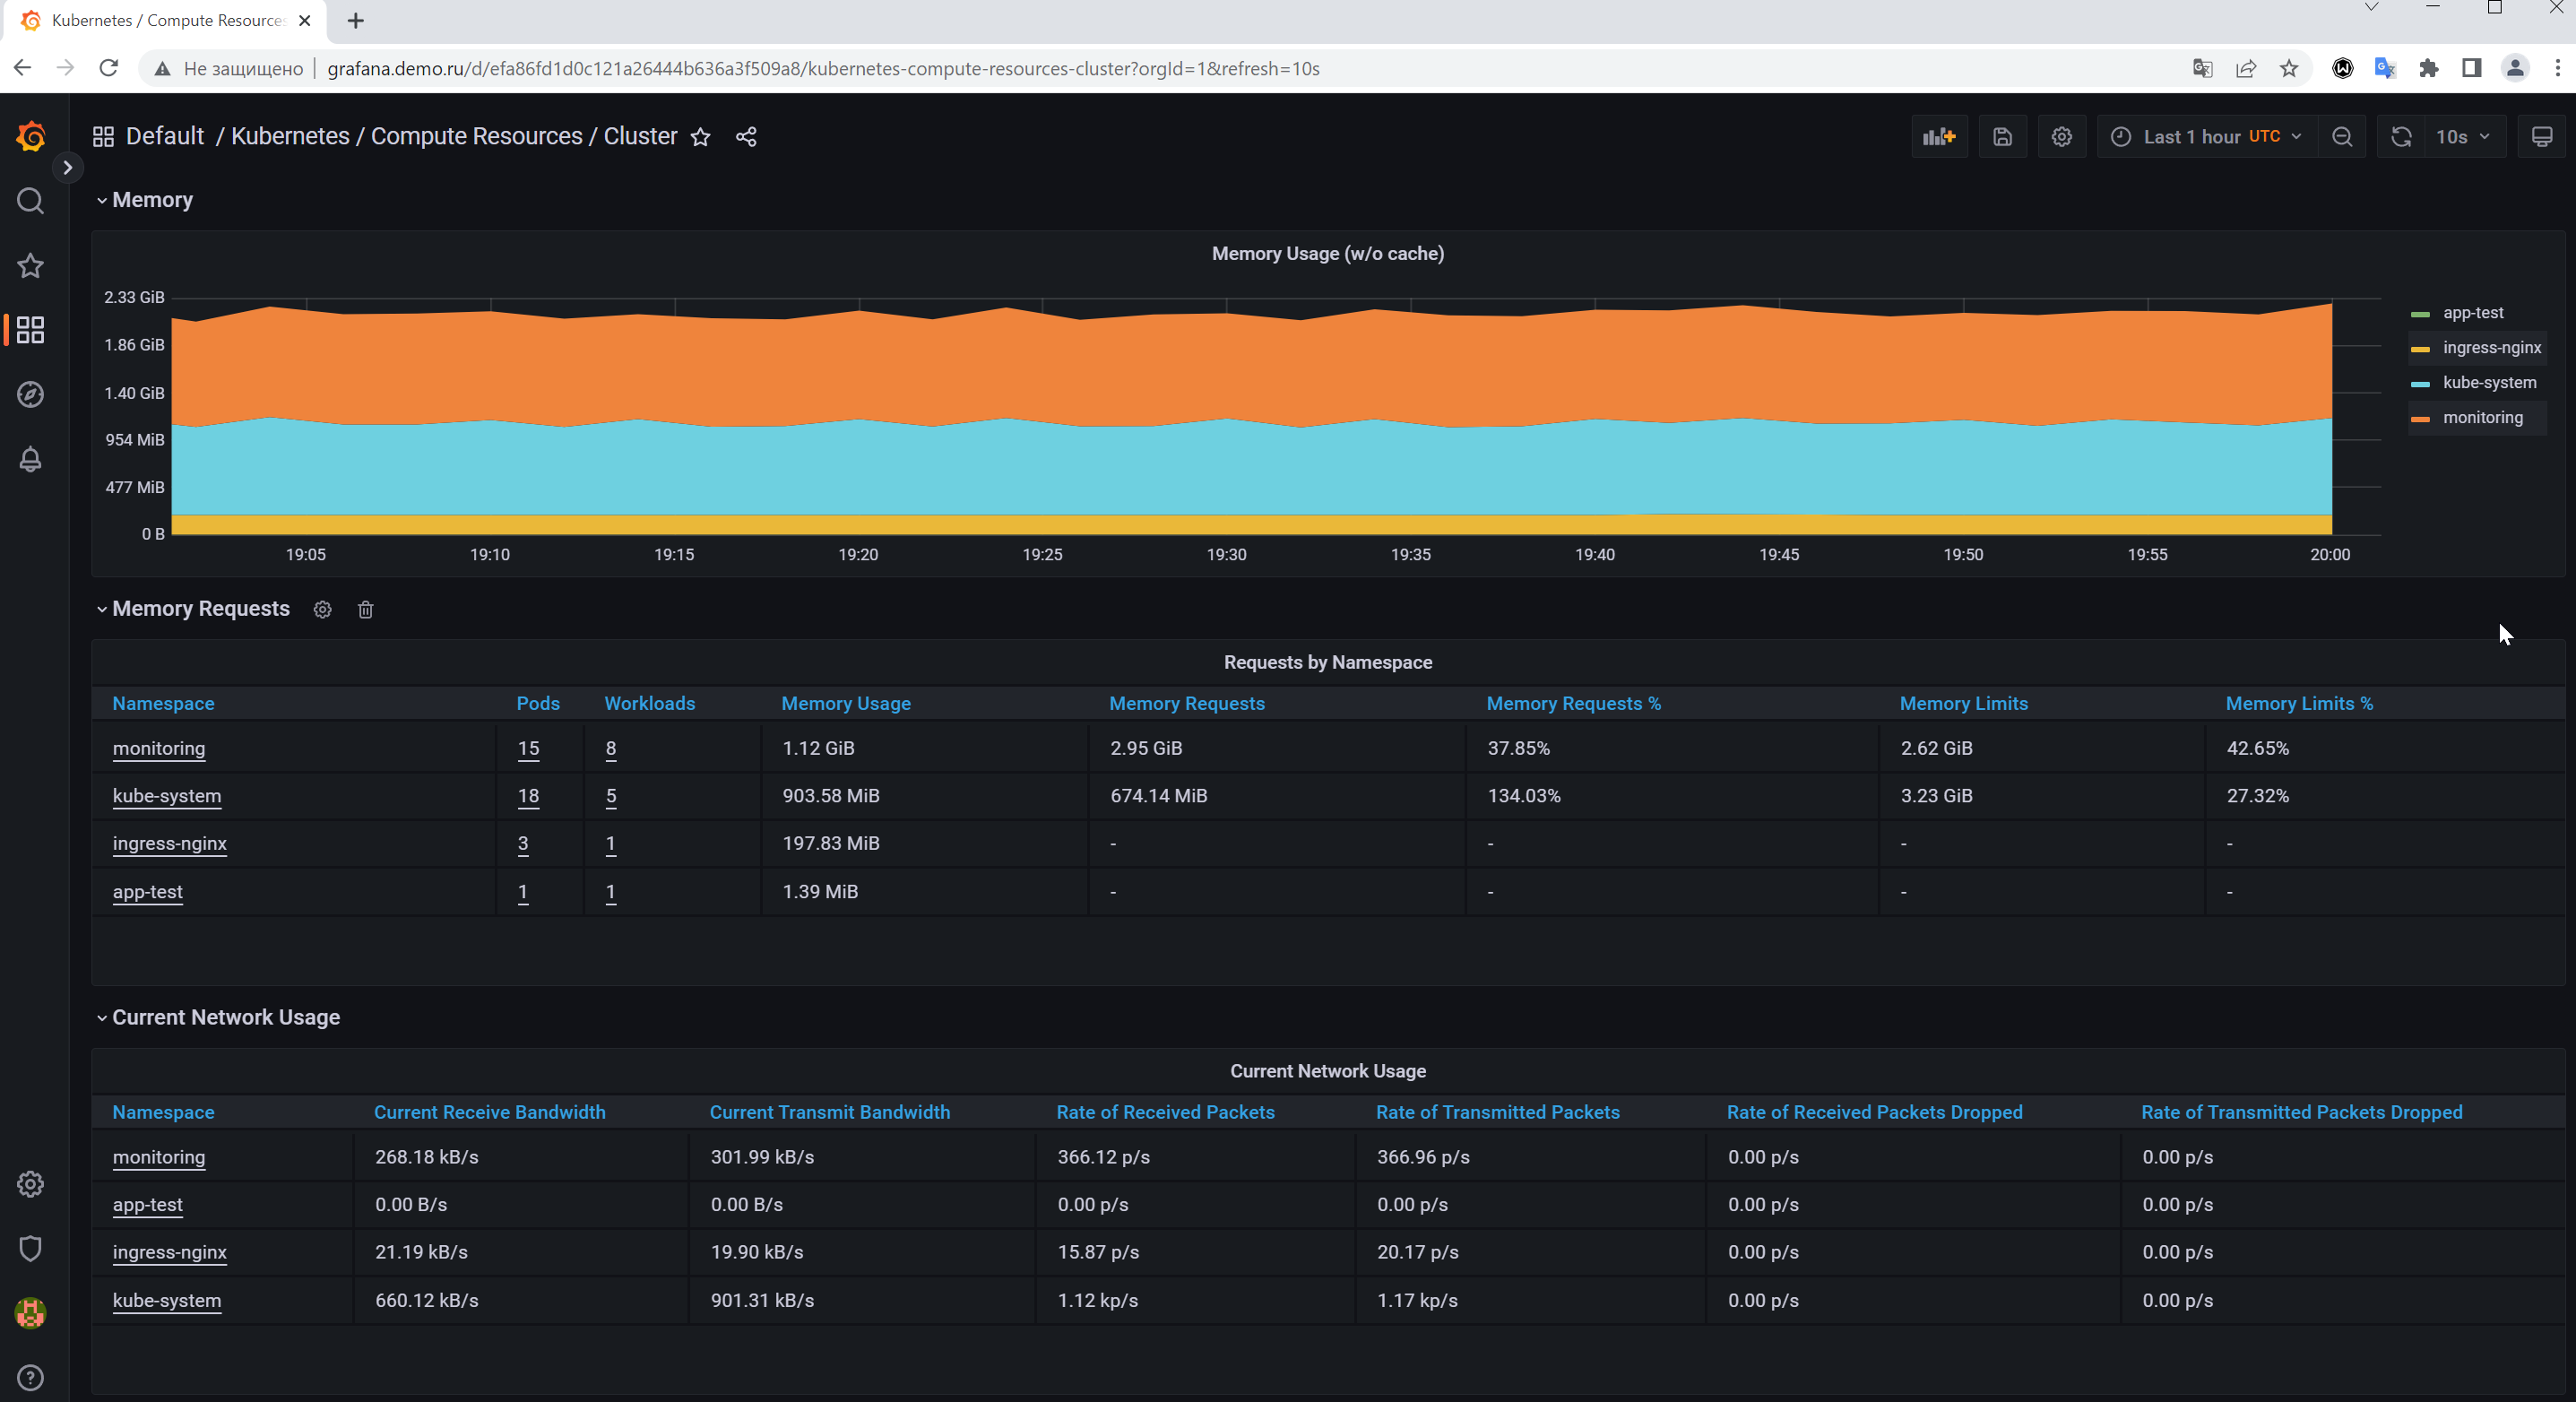 Kubernetes / Compute Resources
Не защищено grafana.demo.ru/d/efa86fd1d0c121a26444b636a3f509a8/kubernetes-compute-resources-cluster?orgId=1&refresh=10s
Default / Kubernetes / Compute Resources / Cluster Last 1 hour UTC 10s
Memory
Memory Usage (w/o cache)
2.33 GiB
1.86 GiB
1.40 GiB
954 MiB
477 MiB
0 B
19:05 19:10 19:15 19:20 19:25 19:30 19:35 19:40 19:45 19:50 19:55 20:00
app-test
ingress-nginx
kube-system
monitoring
Memory Requests
Requests by Namespace
Namespace Pods Workloads Memory Usage Memory Requests Memory Requests % Memory Limits Memory Limits %
monitoring 15 8 1.12 GiB 2.95 GiB 37.85% 2.62 GiB 42.65%
kube-system 18 5 903.58 MiB 674.14 MiB 134.03% 3.23 GiB 27.32%
ingress-nginx 3 1 197.83 MiB - - - -
app-test 1 1 1.39 MiB - - - -
Current Network Usage
Current Network Usage
Namespace Current Receive Bandwidth Current Transmit Bandwidth Rate of Received Packets Rate of Transmitted Packets Rate of Received Packets Dropped Rate of Transmitted Packets Dropped
monitoring 268.18 kB/s 301.99 kB/s 366.12 p/s 366.96 p/s 0.00 p/s 0.00 p/s
app-test 0.00 B/s 0.00 B/s 0.00 p/s 0.00 p/s 0.00 p/s 0.00 p/s
ingress-nginx 21.19 kB/s 19.90 kB/s 15.87 p/s 20.17 p/s 0.00 p/s 0.00 p/s
kube-system 660.12 kB/s 901.31 kB/s 1.12 kp/s 1.17 kp/s 0.00 p/s 0.00 p/s